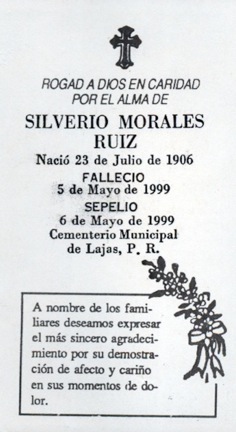 ROGAD A DIOS EN CARIDAD
POR EL ALMA DE
SILVERIO MORALES
RUIZ
Nació 23 de Julio de 1906
FALLECIO
5 de Mayo de 1999
SEPELIO
6 de Mayo de 1999
Cementerio Municipal
de Lajas, P. R.
A nombre de los fami-
liares deseamos expresar
el más sincero agradeci-
miento por su demostra-
ción de afecto y cariño
en sus momentos de do-
lor.